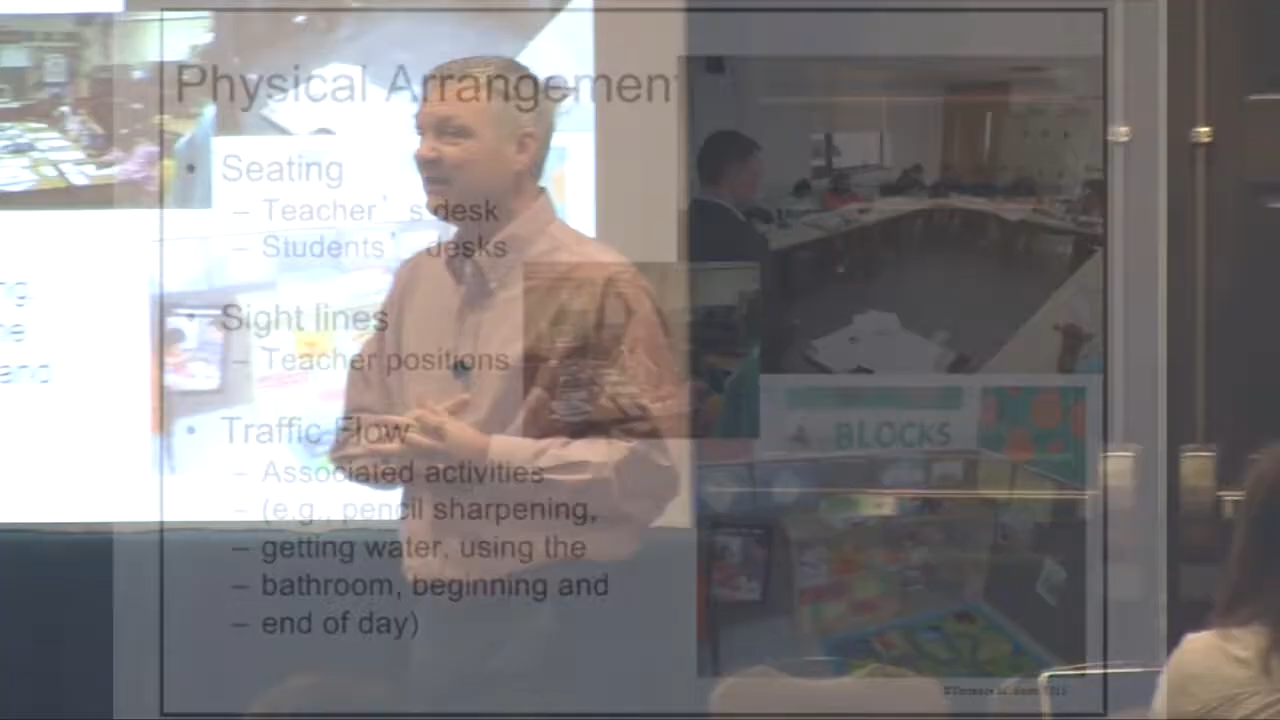 Physical Arrangement
• Seating
– Teacher's desk
– Students' desks
• Sight lines
– Teacher positions
• Traffic Flow
– Associated activities
– (e.g., pencil sharpening,
– getting water, using the
– bathroom, beginning and
– end of day)
BLOCKS
and